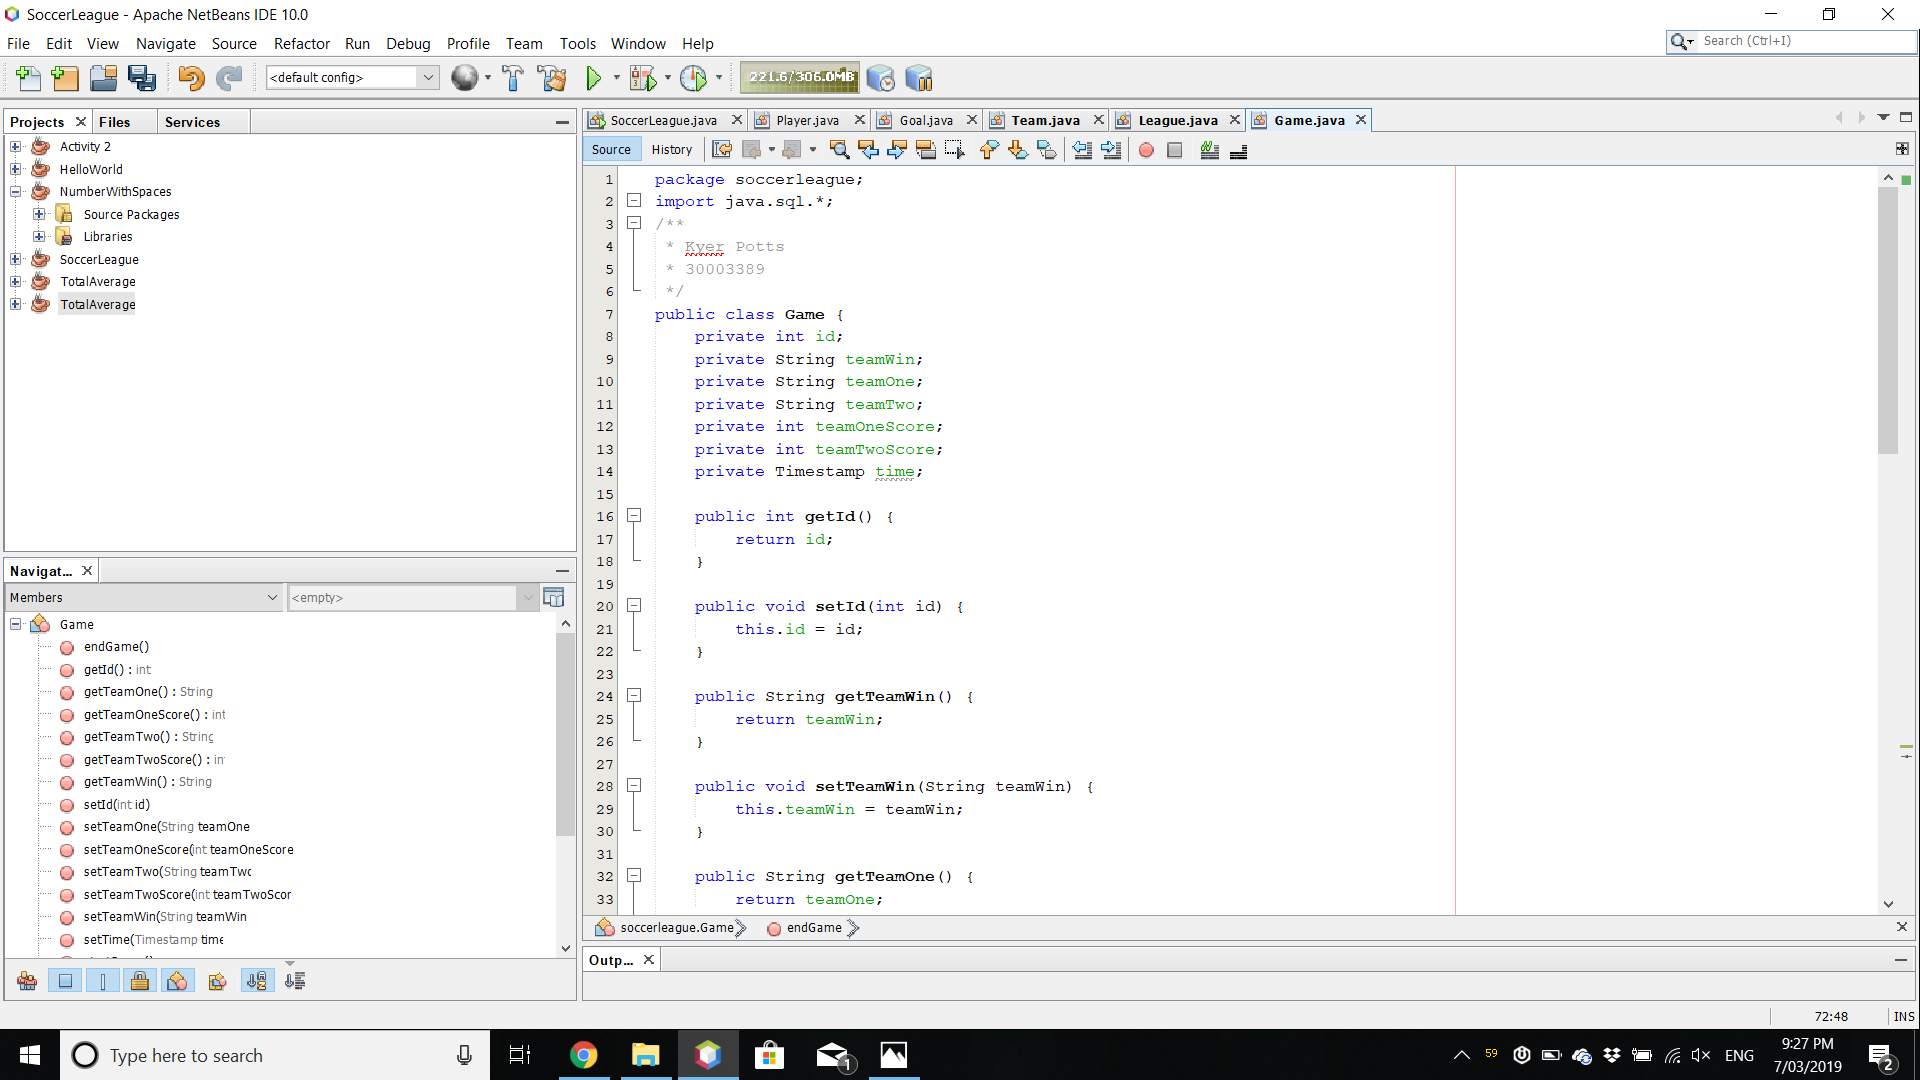 SoccerLeague - Apache NetBeans IDE 10.0
File Edit View Navigate Source Refactor Run Debug Profile Team Tools Window Help
Search (Ctrl+I)
<default config>
221.6/306.0MB
Projects Files Services
Activity 2
HelloWorld
NumberWithSpaces
Source Packages
Libraries
SoccerLeague
TotalAverage
TotalAverage
Navigat...
Members
<empty>
Game
endGame()
getId() : int
getTeamOne() : String
getTeamOneScore() : int
getTeamTwo() : String
getTeamTwoScore() : in
getTeamWin() : String
setId(int id)
setTeamOne(String teamOne
setTeamOneScore(int teamOneScore
setTeamTwo(String teamTwo
setTeamTwoScore(int teamTwoScor
setTeamWin(String teamWin
setTime(Timestamp time
SoccerLeague.java Player.java Goal.java Team.java League.java Game.java
Source History
1 package soccerleague;
2 import java.sql.*;
3 /**
4 * Kyer Potts
5 * 30003389
6 */
7 public class Game {
8 private int id;
9 private String teamWin;
10 private String teamOne;
11 private String teamTwo;
12 private int teamOneScore;
13 private int teamTwoScore;
14 private Timestamp time;
15
16 public int getId() {
17 return id;
18 }
19
20 public void setId(int id) {
21 this.id = id;
22 }
23
24 public String getTeamWin() {
25 return teamWin;
26 }
27
28 public void setTeamWin(String teamWin) {
29 this.teamWin = teamWin;
30 }
31
32 public String getTeamOne() {
33 return teamOne;
soccerleague.Game endGame
Outp...
72:48 INS
Type here to search
1
59
ENG
9:27 PM
7/03/2019
2